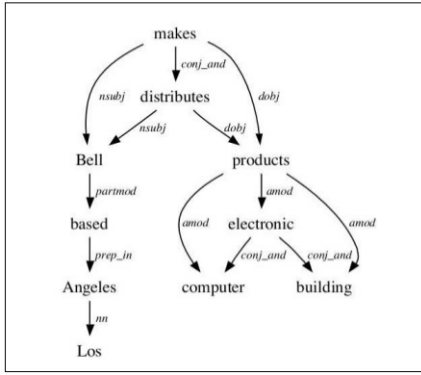 makes
conj_and
nsubj distributes dobj
nsubj dobj
Bell products
partmod amod
based amod electronic amod
prep_in conj_and conj_and
Angeles computer building
nn
Los